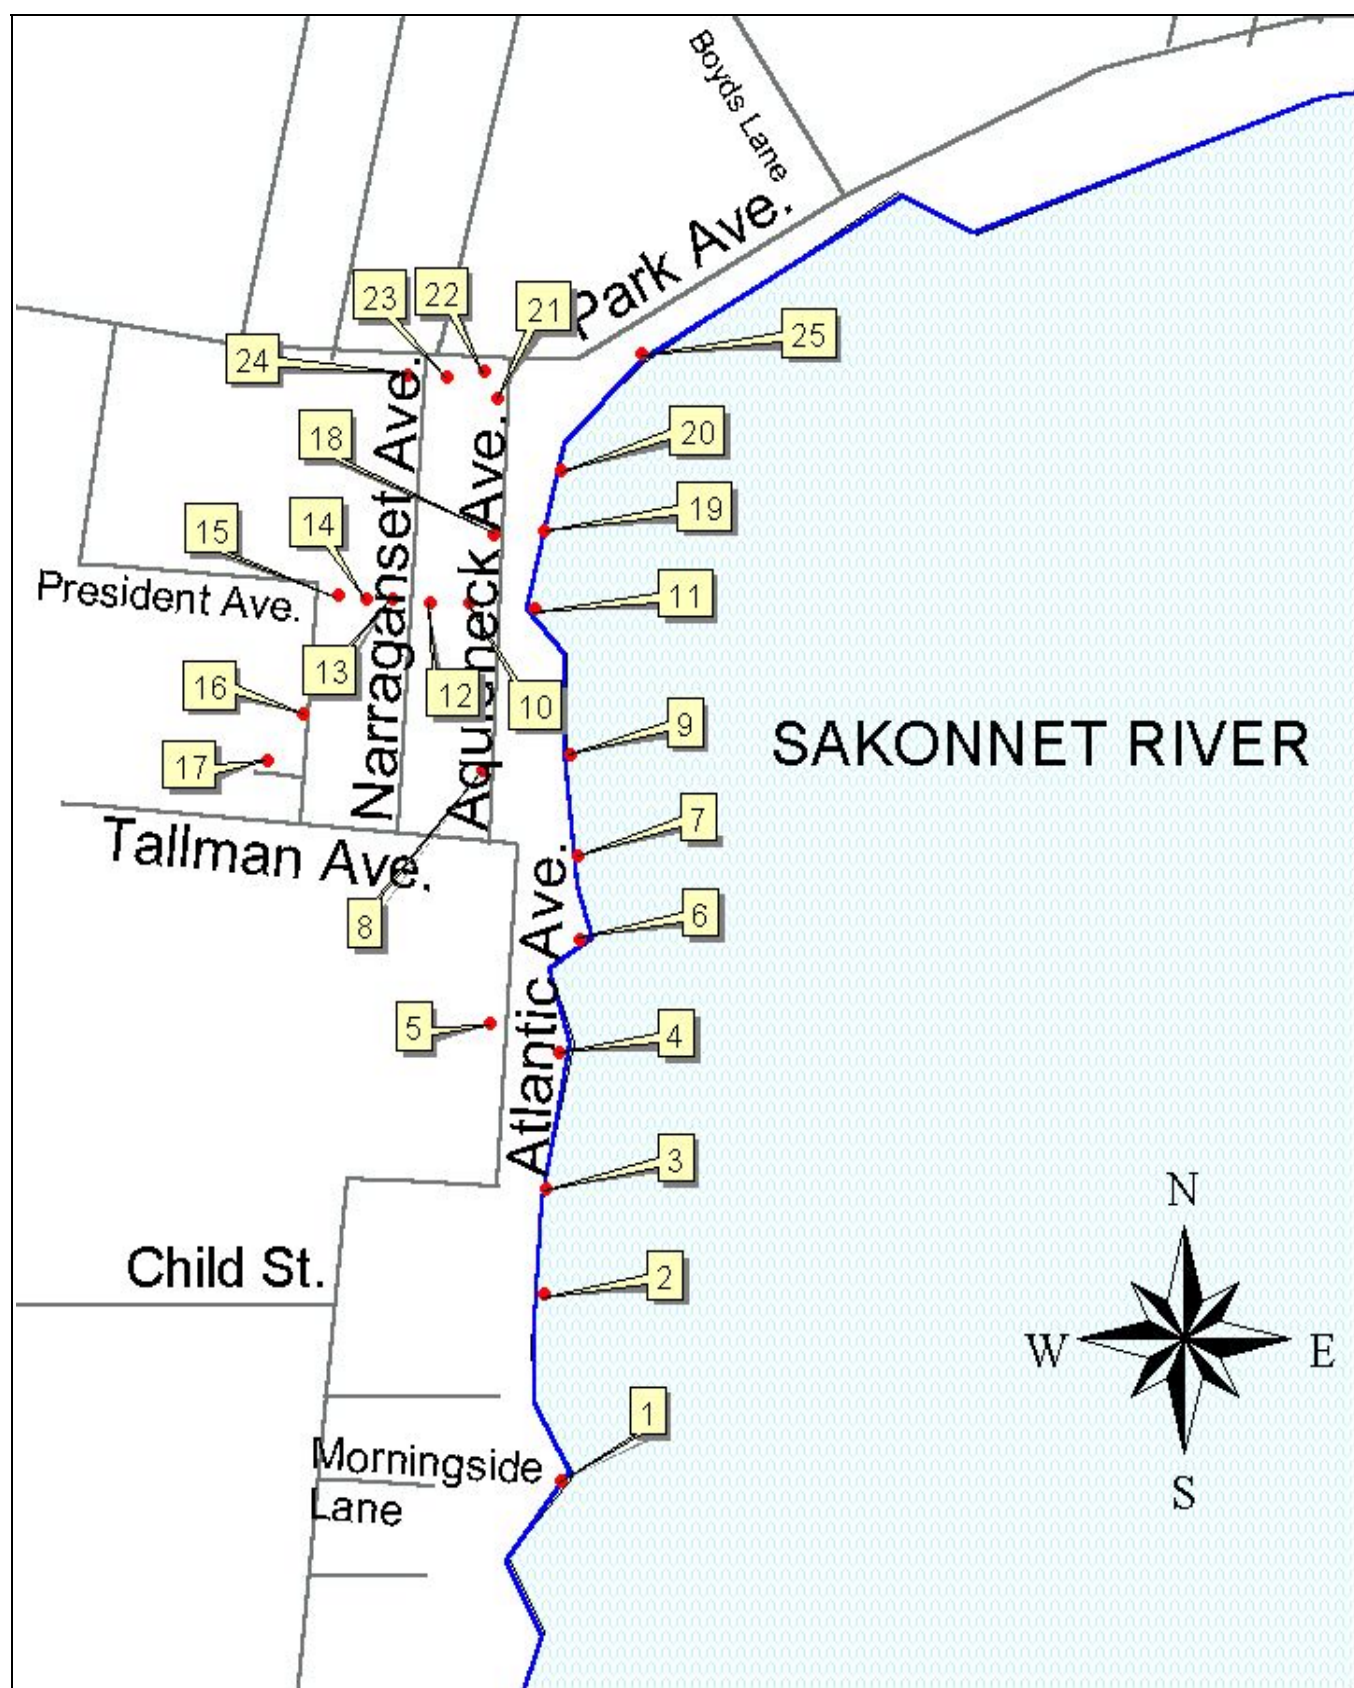 Boyds Lane
Park Ave.
23
22
21
25
24
18
20
Narraganset Ave.
Aquidneck Ave.
15
14
19
President Ave.
11
13
12
10
16
9
17
SAKONNET RIVER
7
Tallman Ave.
8
6
Atlantic Ave.
5
4
3
N
Child St.
2
W
E
1
Morningside
Lane
S